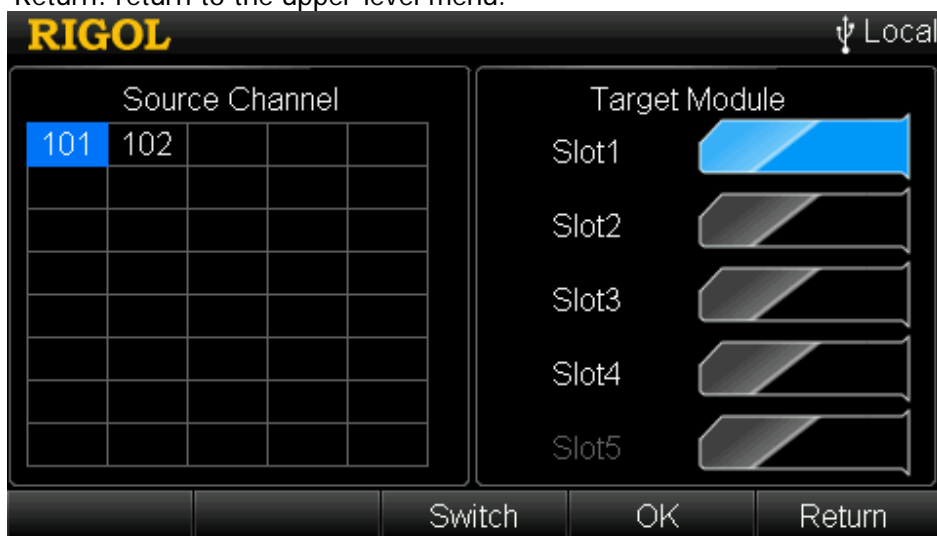 Return: return to the upper-level menu.
RIGOL Local
Source Channel
101 102
Target Module
Slot1
Slot2
Slot3
Slot4
Slot5
Switch OK Return